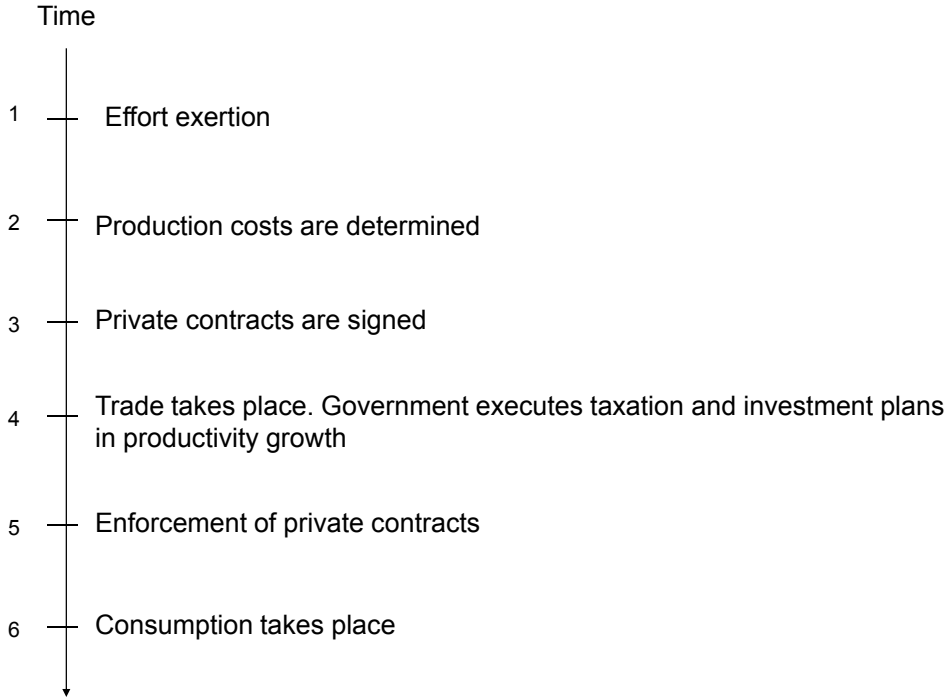 Time
1 Effort exertion
2 Production costs are determined
3 Private contracts are signed
4 Trade takes place. Government executes taxation and investment plans
in productivity growth
5 Enforcement of private contracts
6 Consumption takes place